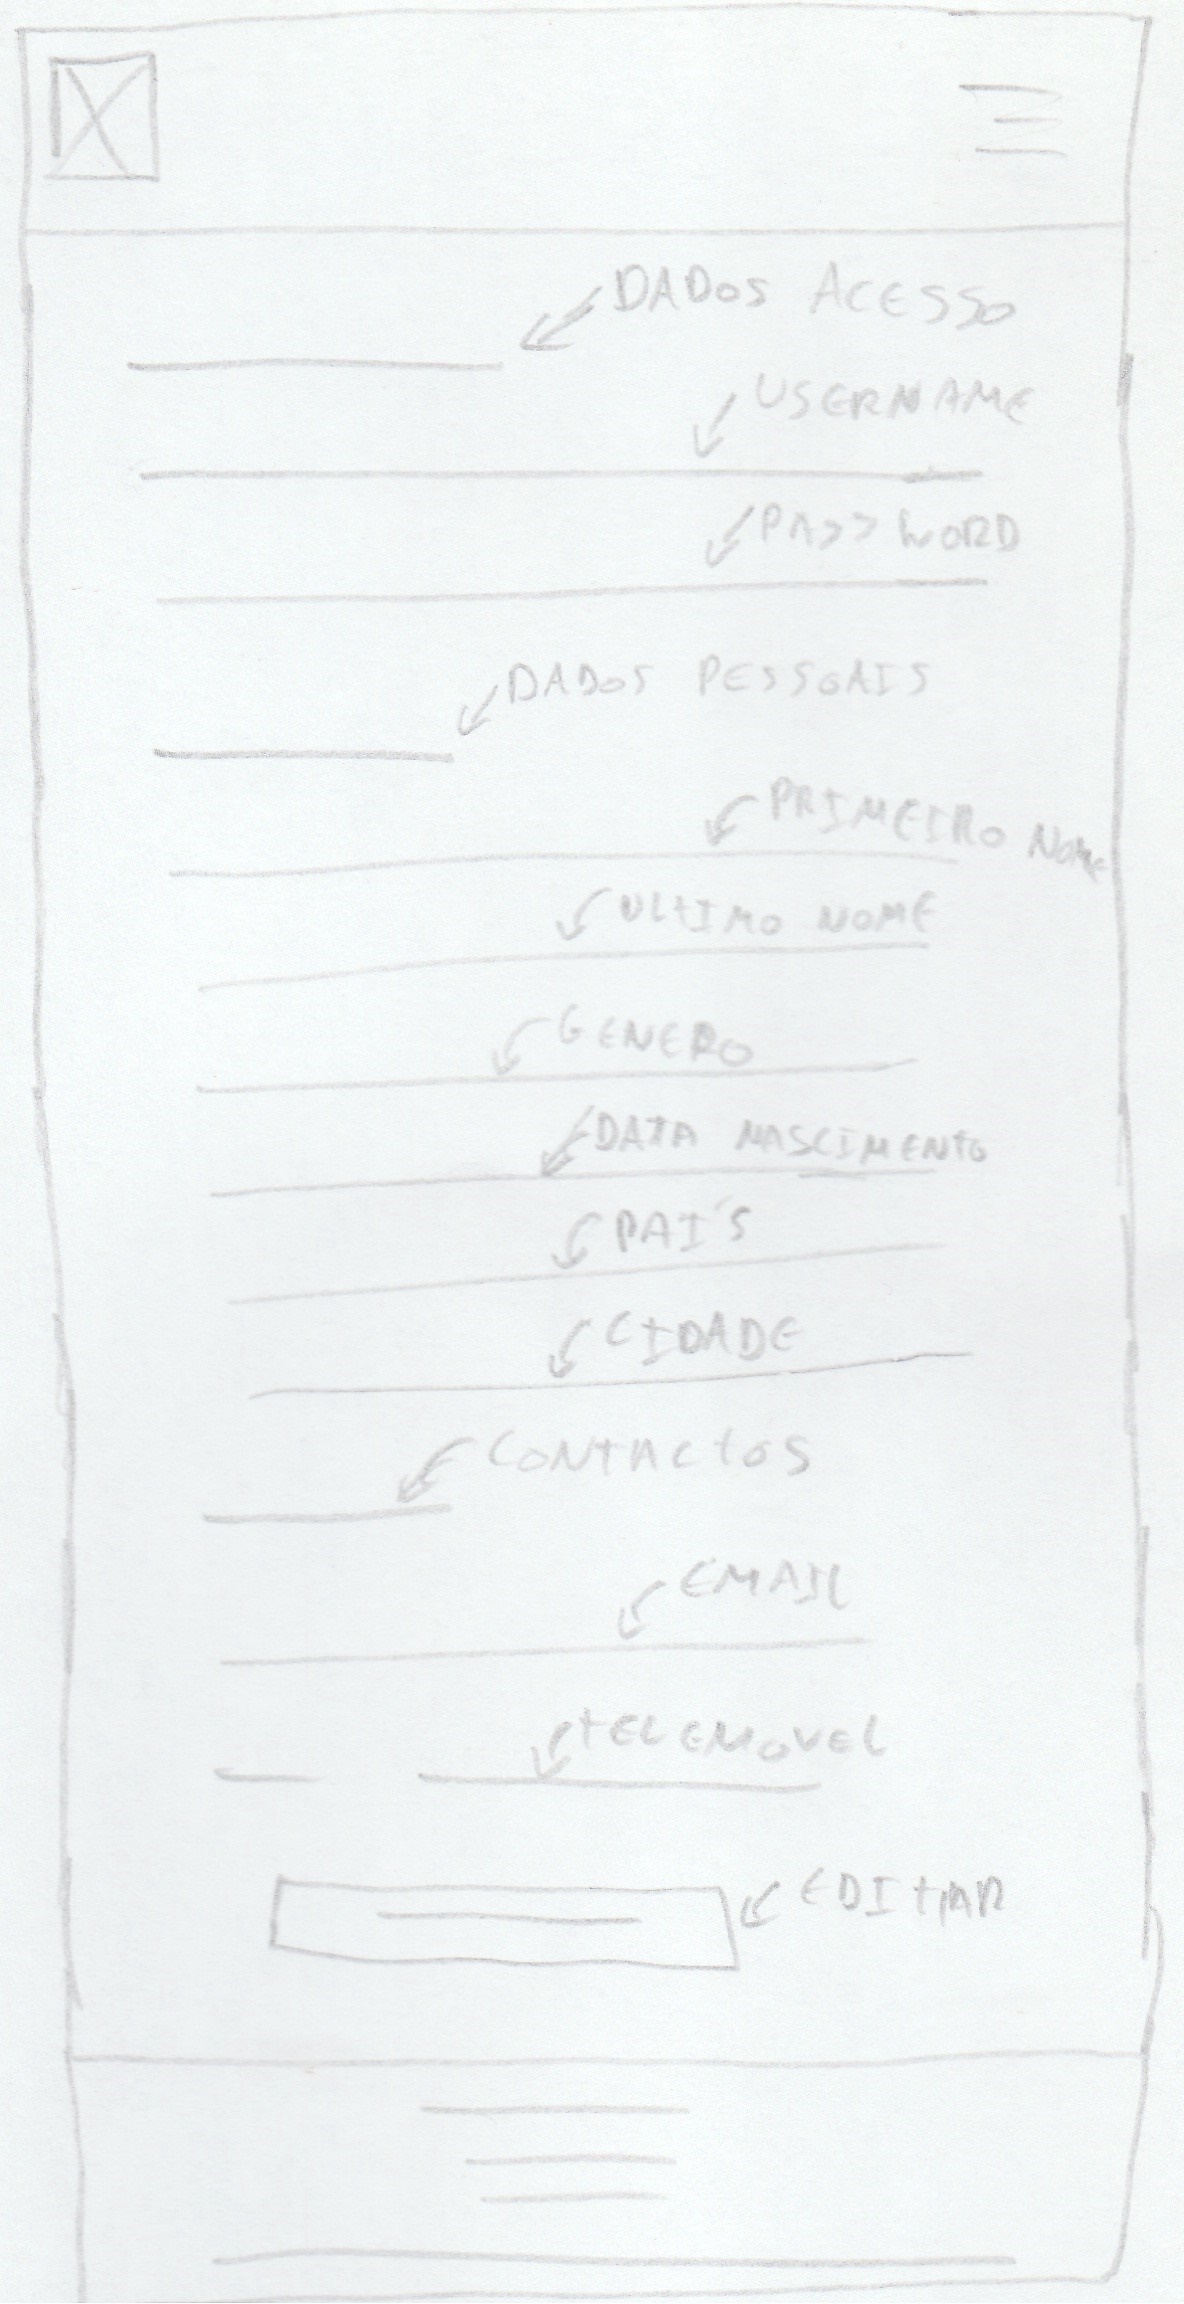 DADOS ACESSO
USERNAME
PASSWORD
DADOS PESSOAIS
PRIMEIRO NOME
ULTIMO NOME
GENERO
DATA NASCIMENTO
PAÍS
CIDADE
CONTACTOS
EMAIL
TELEMOVEL
EDITAR